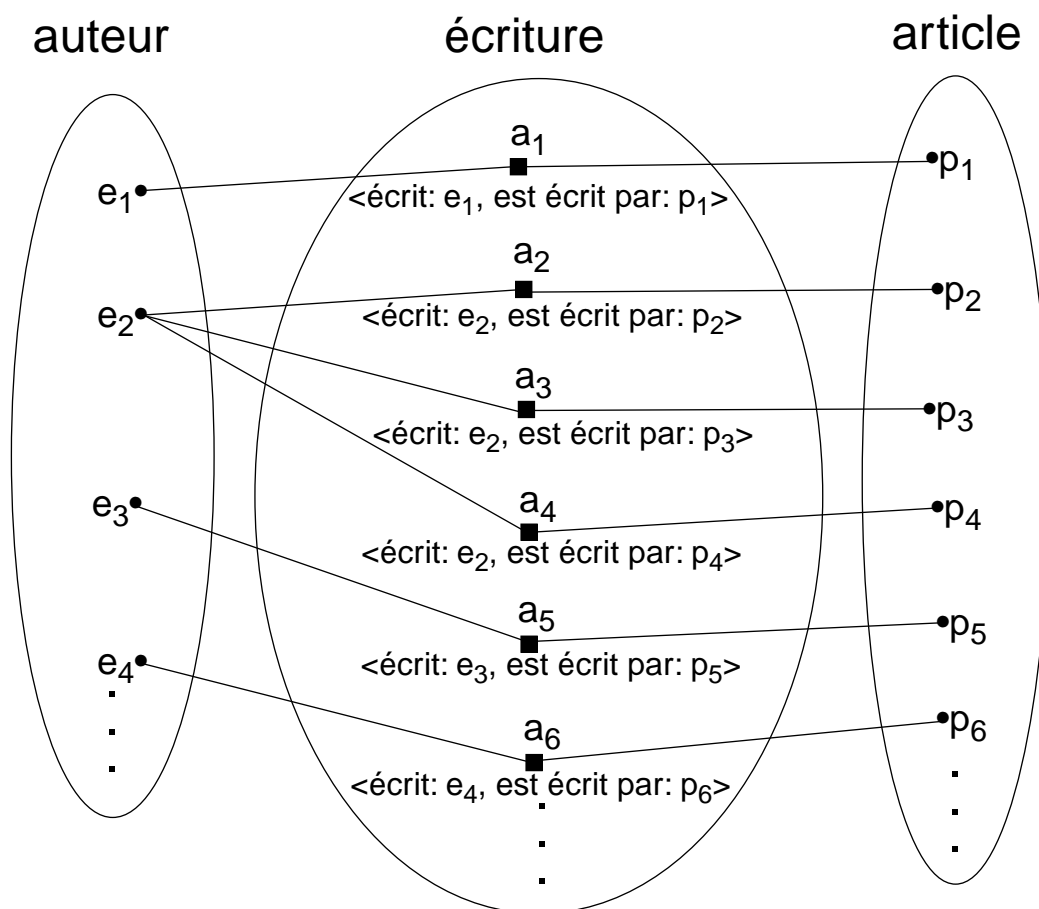 auteur écriture article
a₁
e₁ p₁
<écrit: e₁, est écrit par: p₁>
a₂
e₂ p₂
<écrit: e₂, est écrit par: p₂>
a₃
p₃
<écrit: e₂, est écrit par: p₃>
e₃ a₄ p₄
<écrit: e₂, est écrit par: p₄>
a₅
p₅
e₄ <écrit: e₃, est écrit par: p₅>
a₆ p₆
<écrit: e₄, est écrit par: p₆>